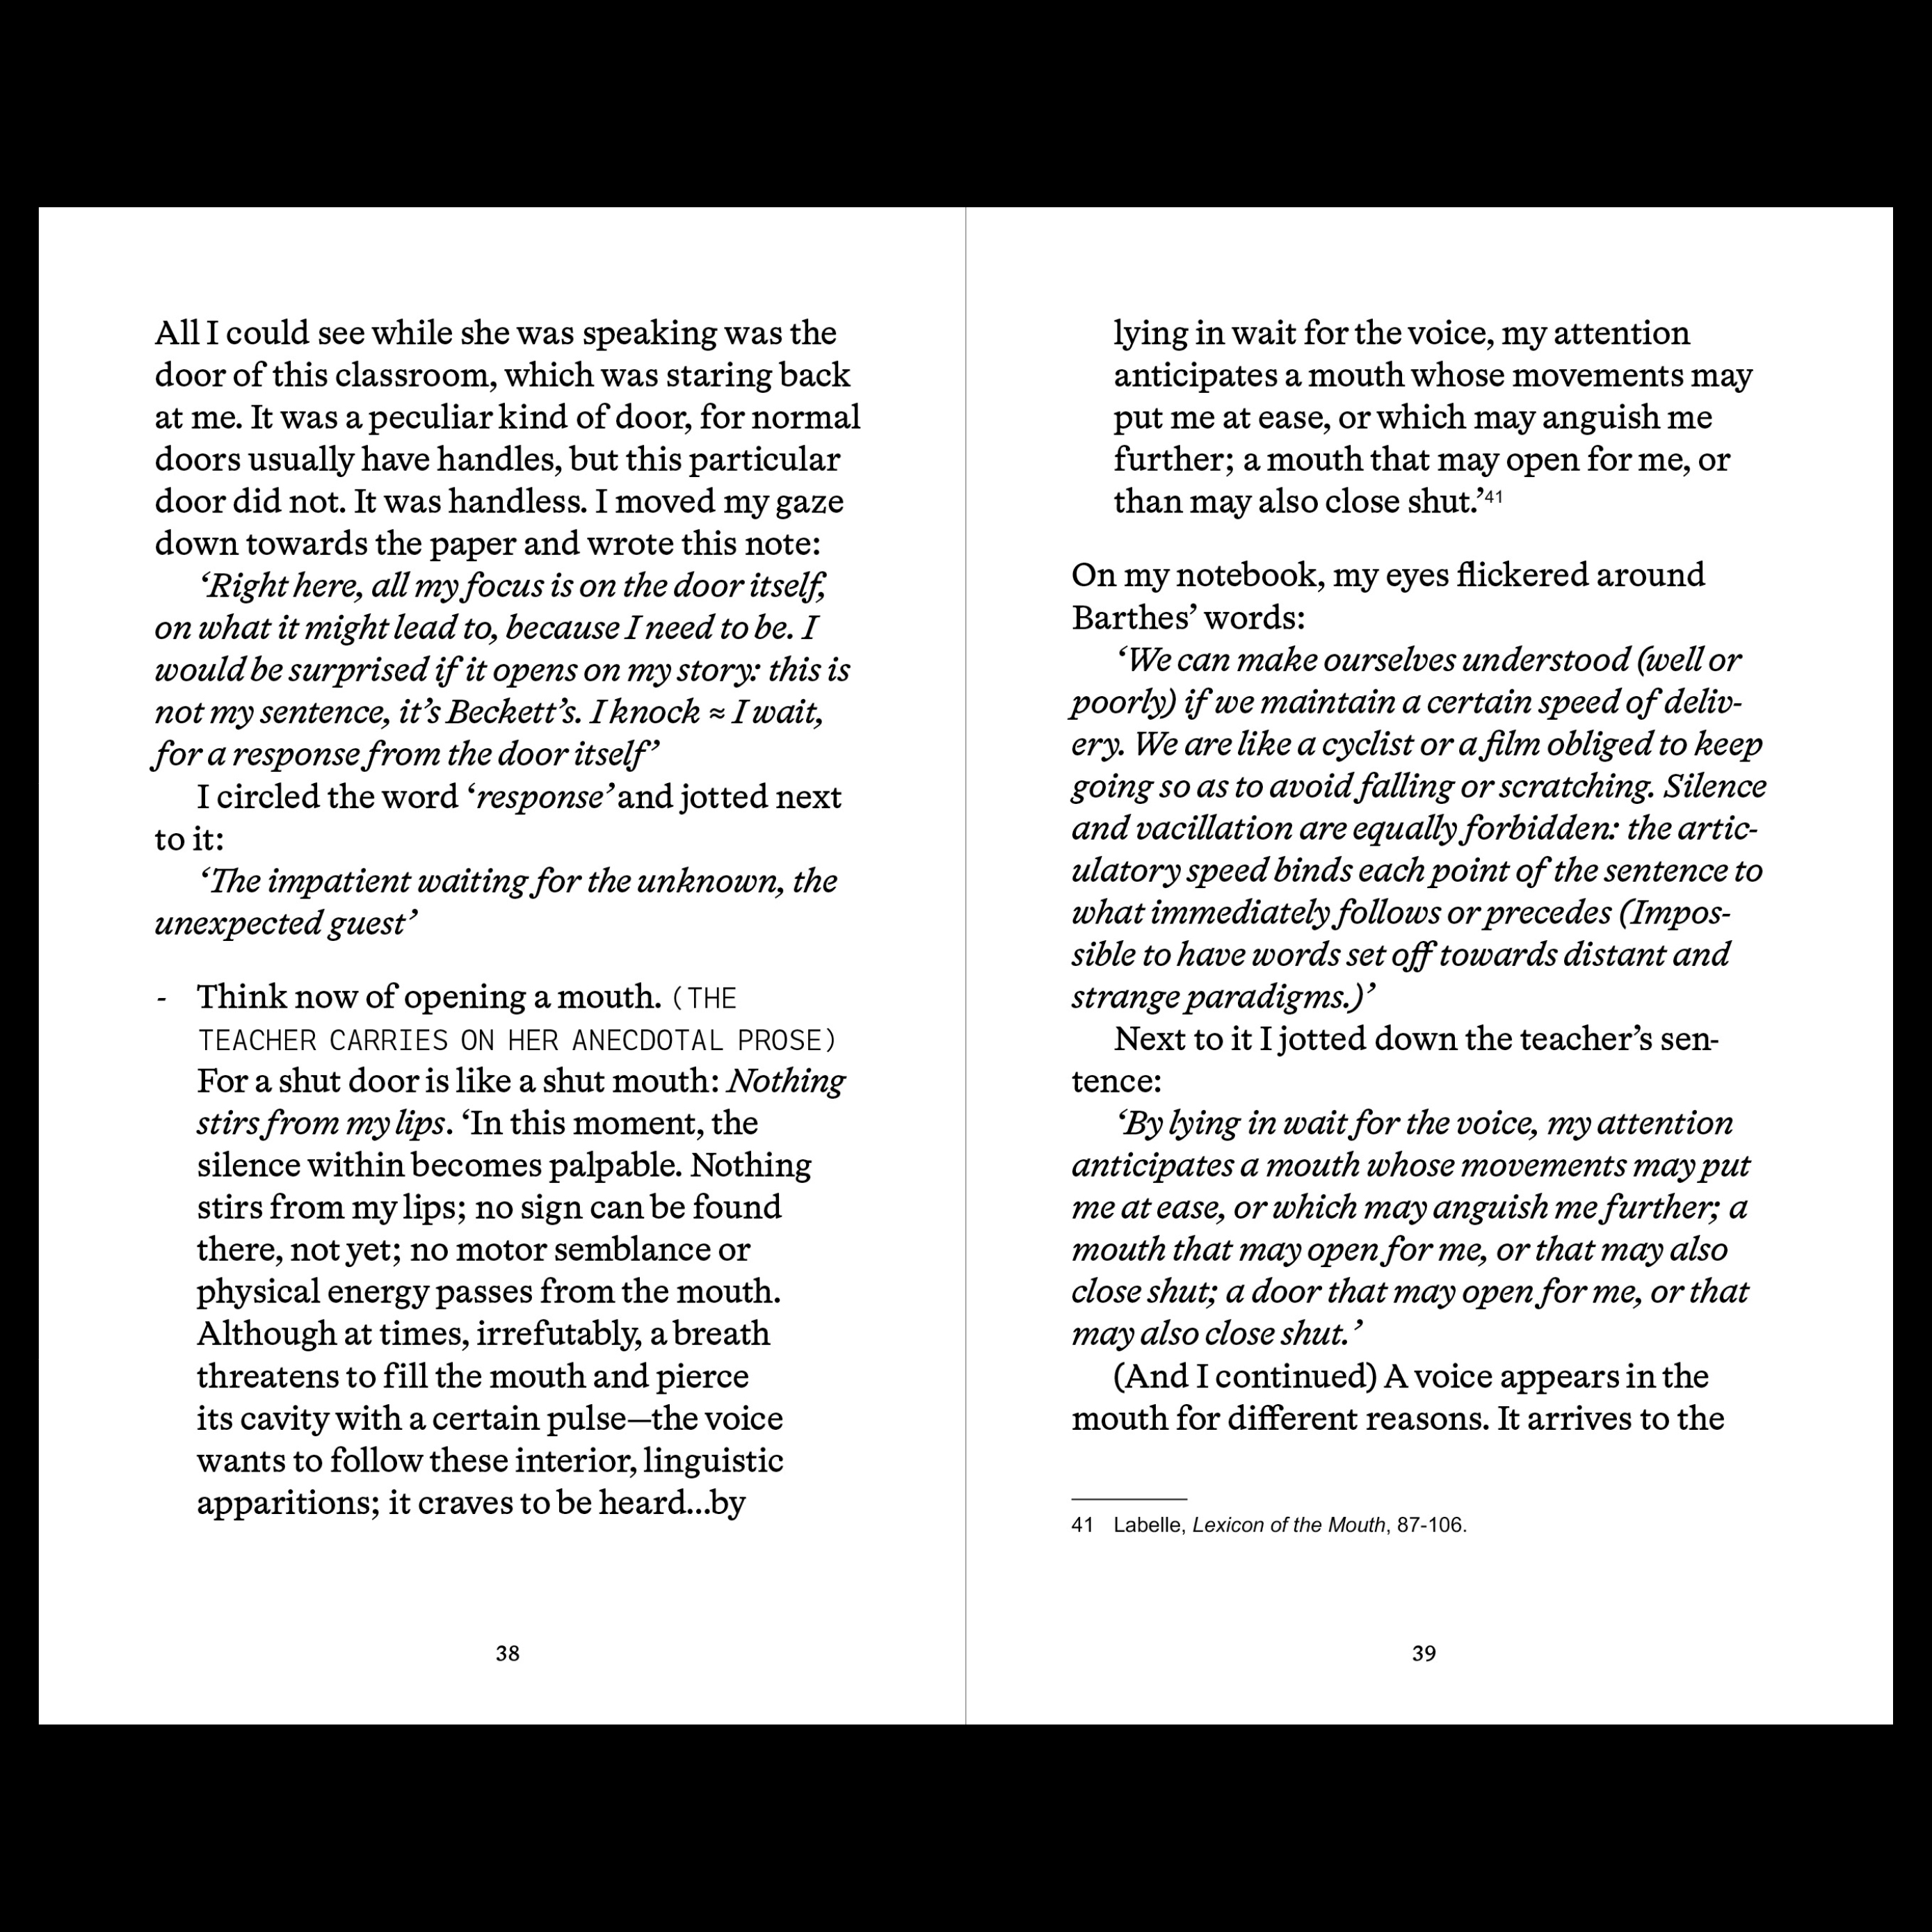 All I could see while she was speaking was the
door of this classroom, which was staring back
at me. It was a peculiar kind of door, for normal
doors usually have handles, but this particular
door did not. It was handless. I moved my gaze
down towards the paper and wrote this note:
‘Right here, all my focus is on the door itself,
on what it might lead to, because I need to be. I
would be surprised if it opens on my story: this is
not my sentence, it’s Beckett’s. I knock ≈ I wait,
for a response from the door itself’
I circled the word ‘response’ and jotted next
to it:
‘The impatient waiting for the unknown, the
unexpected guest’
- Think now of opening a mouth. (THE
TEACHER CARRIES ON HER ANECDOTAL PROSE)
For a shut door is like a shut mouth: Nothing
stirs from my lips. ‘In this moment, the
silence within becomes palpable. Nothing
stirs from my lips; no sign can be found
there, not yet; no motor semblance or
physical energy passes from the mouth.
Although at times, irrefutably, a breath
threatens to fill the mouth and pierce
its cavity with a certain pulse—the voice
wants to follow these interior, linguistic
apparitions; it craves to be heard...by
38
lying in wait for the voice, my attention
anticipates a mouth whose movements may
put me at ease, or which may anguish me
further; a mouth that may open for me, or
than may also close shut.’41
On my notebook, my eyes flickered around
Barthes’ words:
‘We can make ourselves understood (well or
poorly) if we maintain a certain speed of deliv-
ery. We are like a cyclist or a film obliged to keep
going so as to avoid falling or scratching. Silence
and vacillation are equally forbidden: the artic-
ulatory speed binds each point of the sentence to
what immediately follows or precedes (Impos-
sible to have words set off towards distant and
strange paradigms.)’
Next to it I jotted down the teacher’s sen-
tence:
‘By lying in wait for the voice, my attention
anticipates a mouth whose movements may put
me at ease, or which may anguish me further; a
mouth that may open for me, or that may also
close shut; a door that may open for me, or that
may also close shut.’
(And I continued) A voice appears in the
mouth for different reasons. It arrives to the
41 Labelle, Lexicon of the Mouth, 87-106.
39